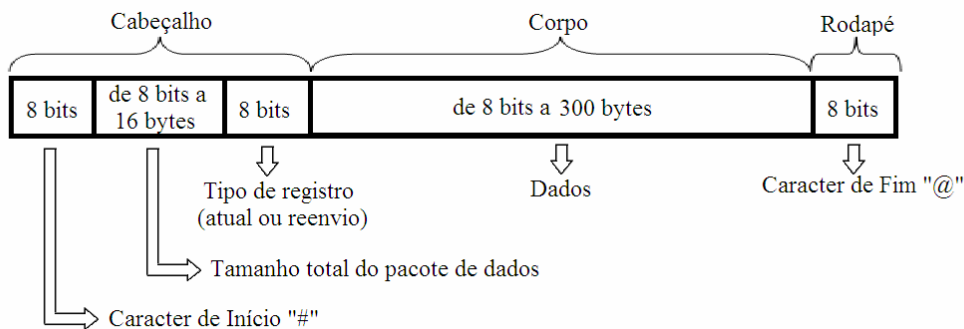 Cabeçalho
Corpo
Rodapé
8 bits
de 8 bits a
16 bytes
8 bits
de 8 bits a 300 bytes
8 bits
Tipo de registro
(atual ou reenvio)
Dados
Caracter de Fim "@"
Tamanho total do pacote de dados
Caracter de Início "#"